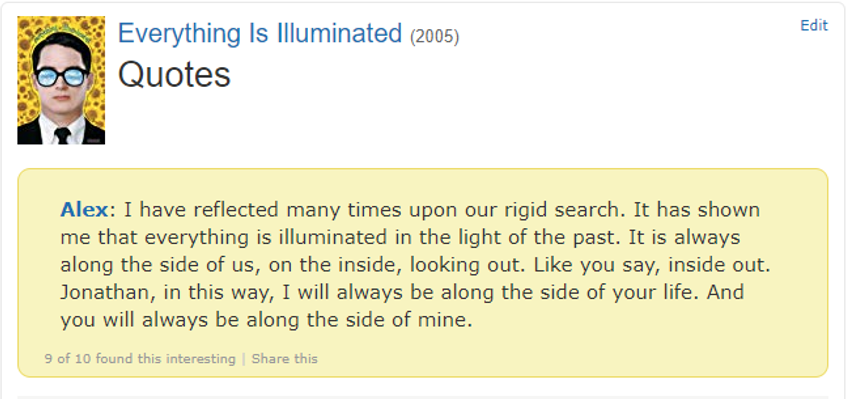 Everything Is Illuminated (2005)
Edit
Quotes
Alex: I have reflected many times upon our rigid search. It has shown
me that everything is illuminated in the light of the past. It is always
along the side of us, on the inside, looking out. Like you say, inside out.
Jonathan, in this way, I will always be along the side of your life. And
you will always be along the side of mine.
9 of 10 found this interesting | Share this